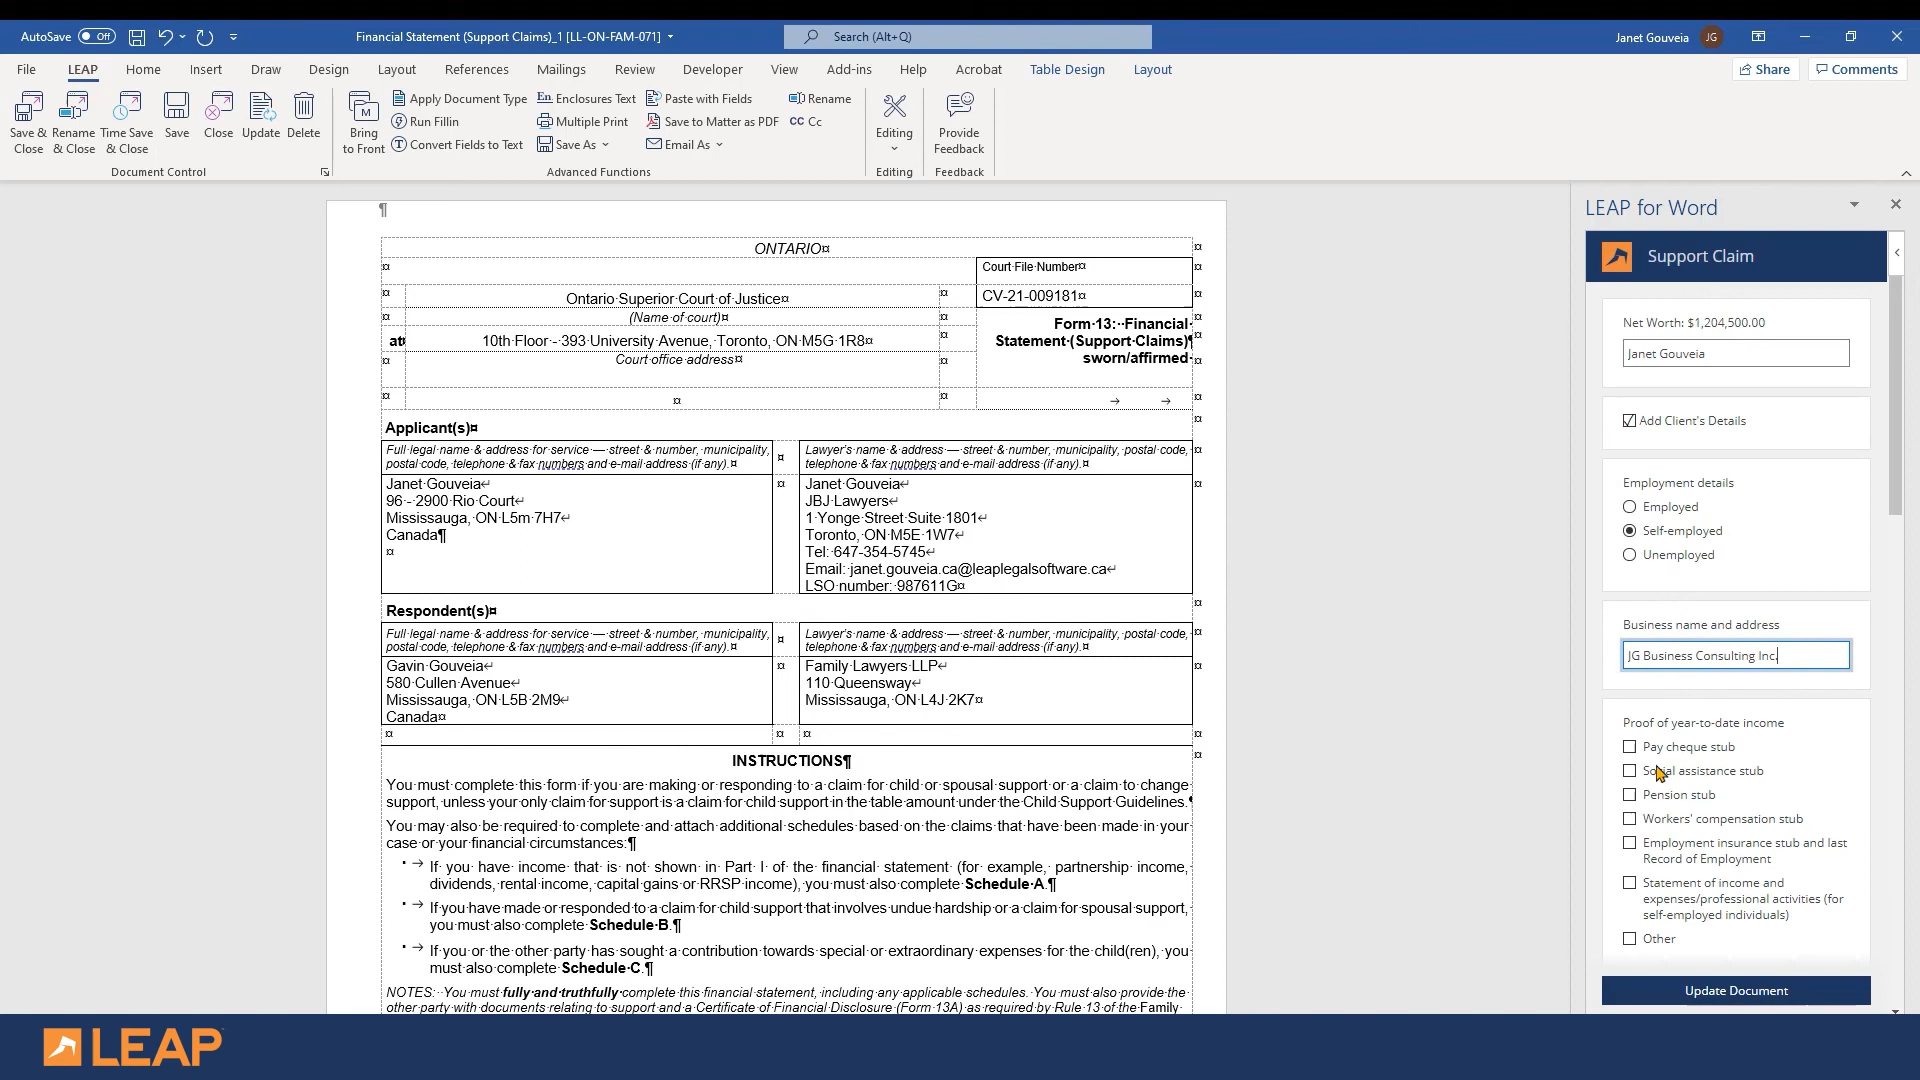 AutoSave Off
Financial Statement (Support Claims)_1 [LL-ON-FAM-071]
Search (Alt+Q)
Janet Gouveia JG
File LEAP Home Insert Draw Design Layout References Mailings Review Developer View Add-ins Help Acrobat Table Design Layout
Share Comments
Save & Close
Rename & Close
Time Save & Close
Save
Close
Update
Delete
Document Control
Bring to Front
Apply Document Type
Run Fillin
Convert Fields to Text
Enclosures Text
Multiple Print
Save As
Paste with Fields
Save to Matter as PDF
Email As
Rename
CC Cc
Advanced Functions
Editing
Editing
Provide Feedback
Feedback
ONTARIO
Court File Number
CV-21-009181
Ontario Superior Court of Justice
(Name of court)
at 10th Floor - 393 University Avenue, Toronto, ON M5G 1R8
Court office address
Form 13: Financial
Statement (Support Claims)
sworn/affirmed
Applicant(s)
Full legal name & address for service — street & number, municipality,
postal code, telephone & fax numbers and e-mail address (if any).
Lawyer's name & address — street & number, municipality, postal code,
telephone & fax numbers and e-mail address (if any).
Janet Gouveia
96 - 2900 Rio Court
Mississauga, ON L5m 7H7
Canada
Janet Gouveia
JBJ Lawyers
1 Yonge Street Suite 1801
Toronto, ON M5E 1W7
Tel: 647-354-5745
Email: janet.gouveia.ca@leaplegalsoftware.ca
LSO number: 987611G
Respondent(s)
Full legal name & address for service — street & number, municipality,
postal code, telephone & fax numbers and e-mail address (if any).
Lawyer's name & address — street & number, municipality, postal code,
telephone & fax numbers and e-mail address (if any).
Gavin Gouveia
580 Cullen Avenue
Mississauga, ON L5B 2M9
Canada
Family Lawyers LLP
110 Queensway
Mississauga, ON L4J 2K7
INSTRUCTIONS
You must complete this form if you are making or responding to a claim for child or spousal support or a claim to change
support, unless your only claim for support is a claim for child support in the table amount under the Child Support Guidelines.
You may also be required to complete and attach additional schedules based on the claims that have been made in your
case or your financial circumstances:
If you have income that is not shown in Part I of the financial statement (for example, partnership income,
dividends, rental income, capital gains or RRSP income), you must also complete Schedule A.
If you have made or responded to a claim for child support that involves undue hardship or a claim for spousal support,
you must also complete Schedule B.
If you or the other party has sought a contribution towards special or extraordinary expenses for the child(ren), you
must also complete Schedule C.
NOTES: You must fully and truthfully complete this financial statement, including any applicable schedules. You must also provide the
other party with documents relating to support and a Certificate of Financial Disclosure (Form 13A) as required by Rule 13 of the Family
LEAP for Word
Support Claim
Net Worth: $1,204,500.00
Janet Gouveia
Add Client's Details
Employment details
Employed
Self-employed
Unemployed
Business name and address
JG Business Consulting Inc.
Proof of year-to-date income
Pay cheque stub
Social assistance stub
Pension stub
Workers' compensation stub
Employment insurance stub and last
Record of Employment
Statement of income and
expenses/professional activities (for
self-employed individuals)
Other
Update Document
LEAP